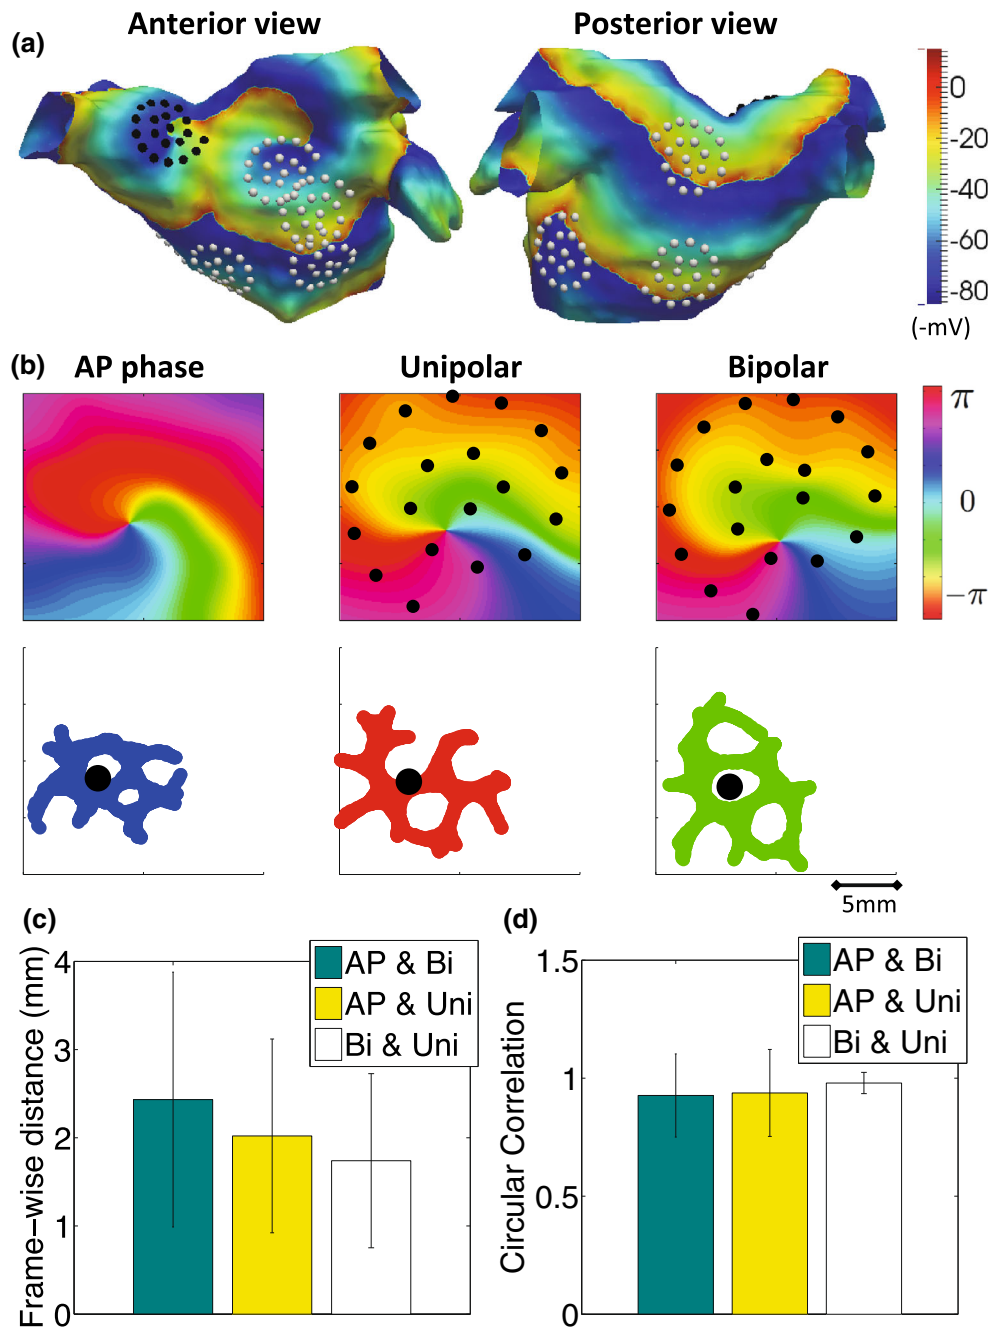 Anterior view
Posterior view
(a)
0
-20
-40
-60
-80
(-mV)
(b)
AP phase
Unipolar
Bipolar
π
0
−π
5mm
(c)
Frame−wise distance (mm)
4
3
2
1
0
AP & Bi
AP & Uni
Bi & Uni
(d)
Circular Correlation
1.5
1
0.5
0
AP & Bi
AP & Uni
Bi & Uni